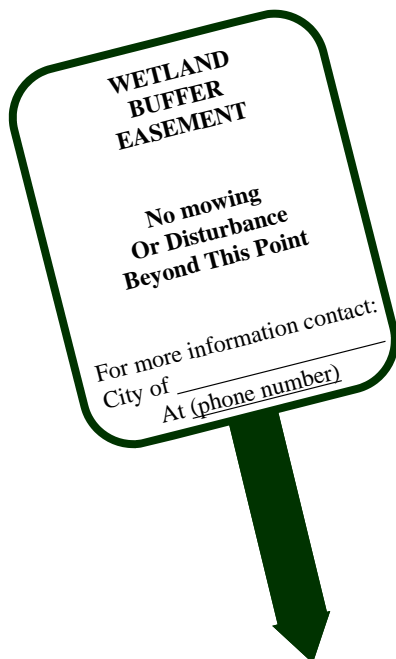 WETLAND
BUFFER
EASEMENT
No mowing
Or Disturbance
Beyond This Point
For more information contact:
City of ____________________
At (phone number)